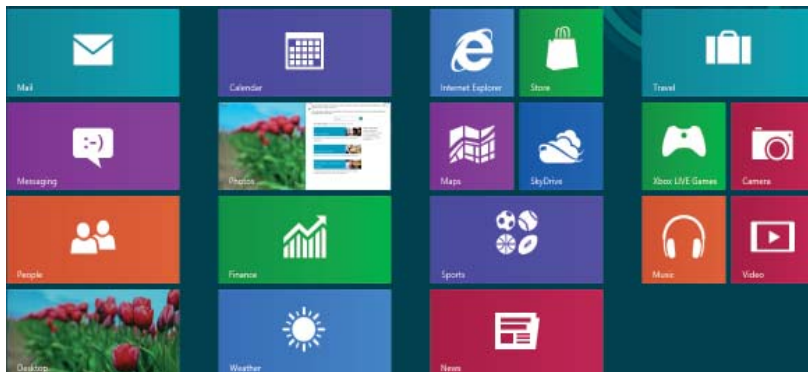 Mail
Calendar
Internet Explorer
Store
Travel
:-)
Messaging
Photos
Maps
SkyDrive
Xbox LIVE Games
Camera
People
Finance
Sports
Music
Video
Desktop
Weather
News